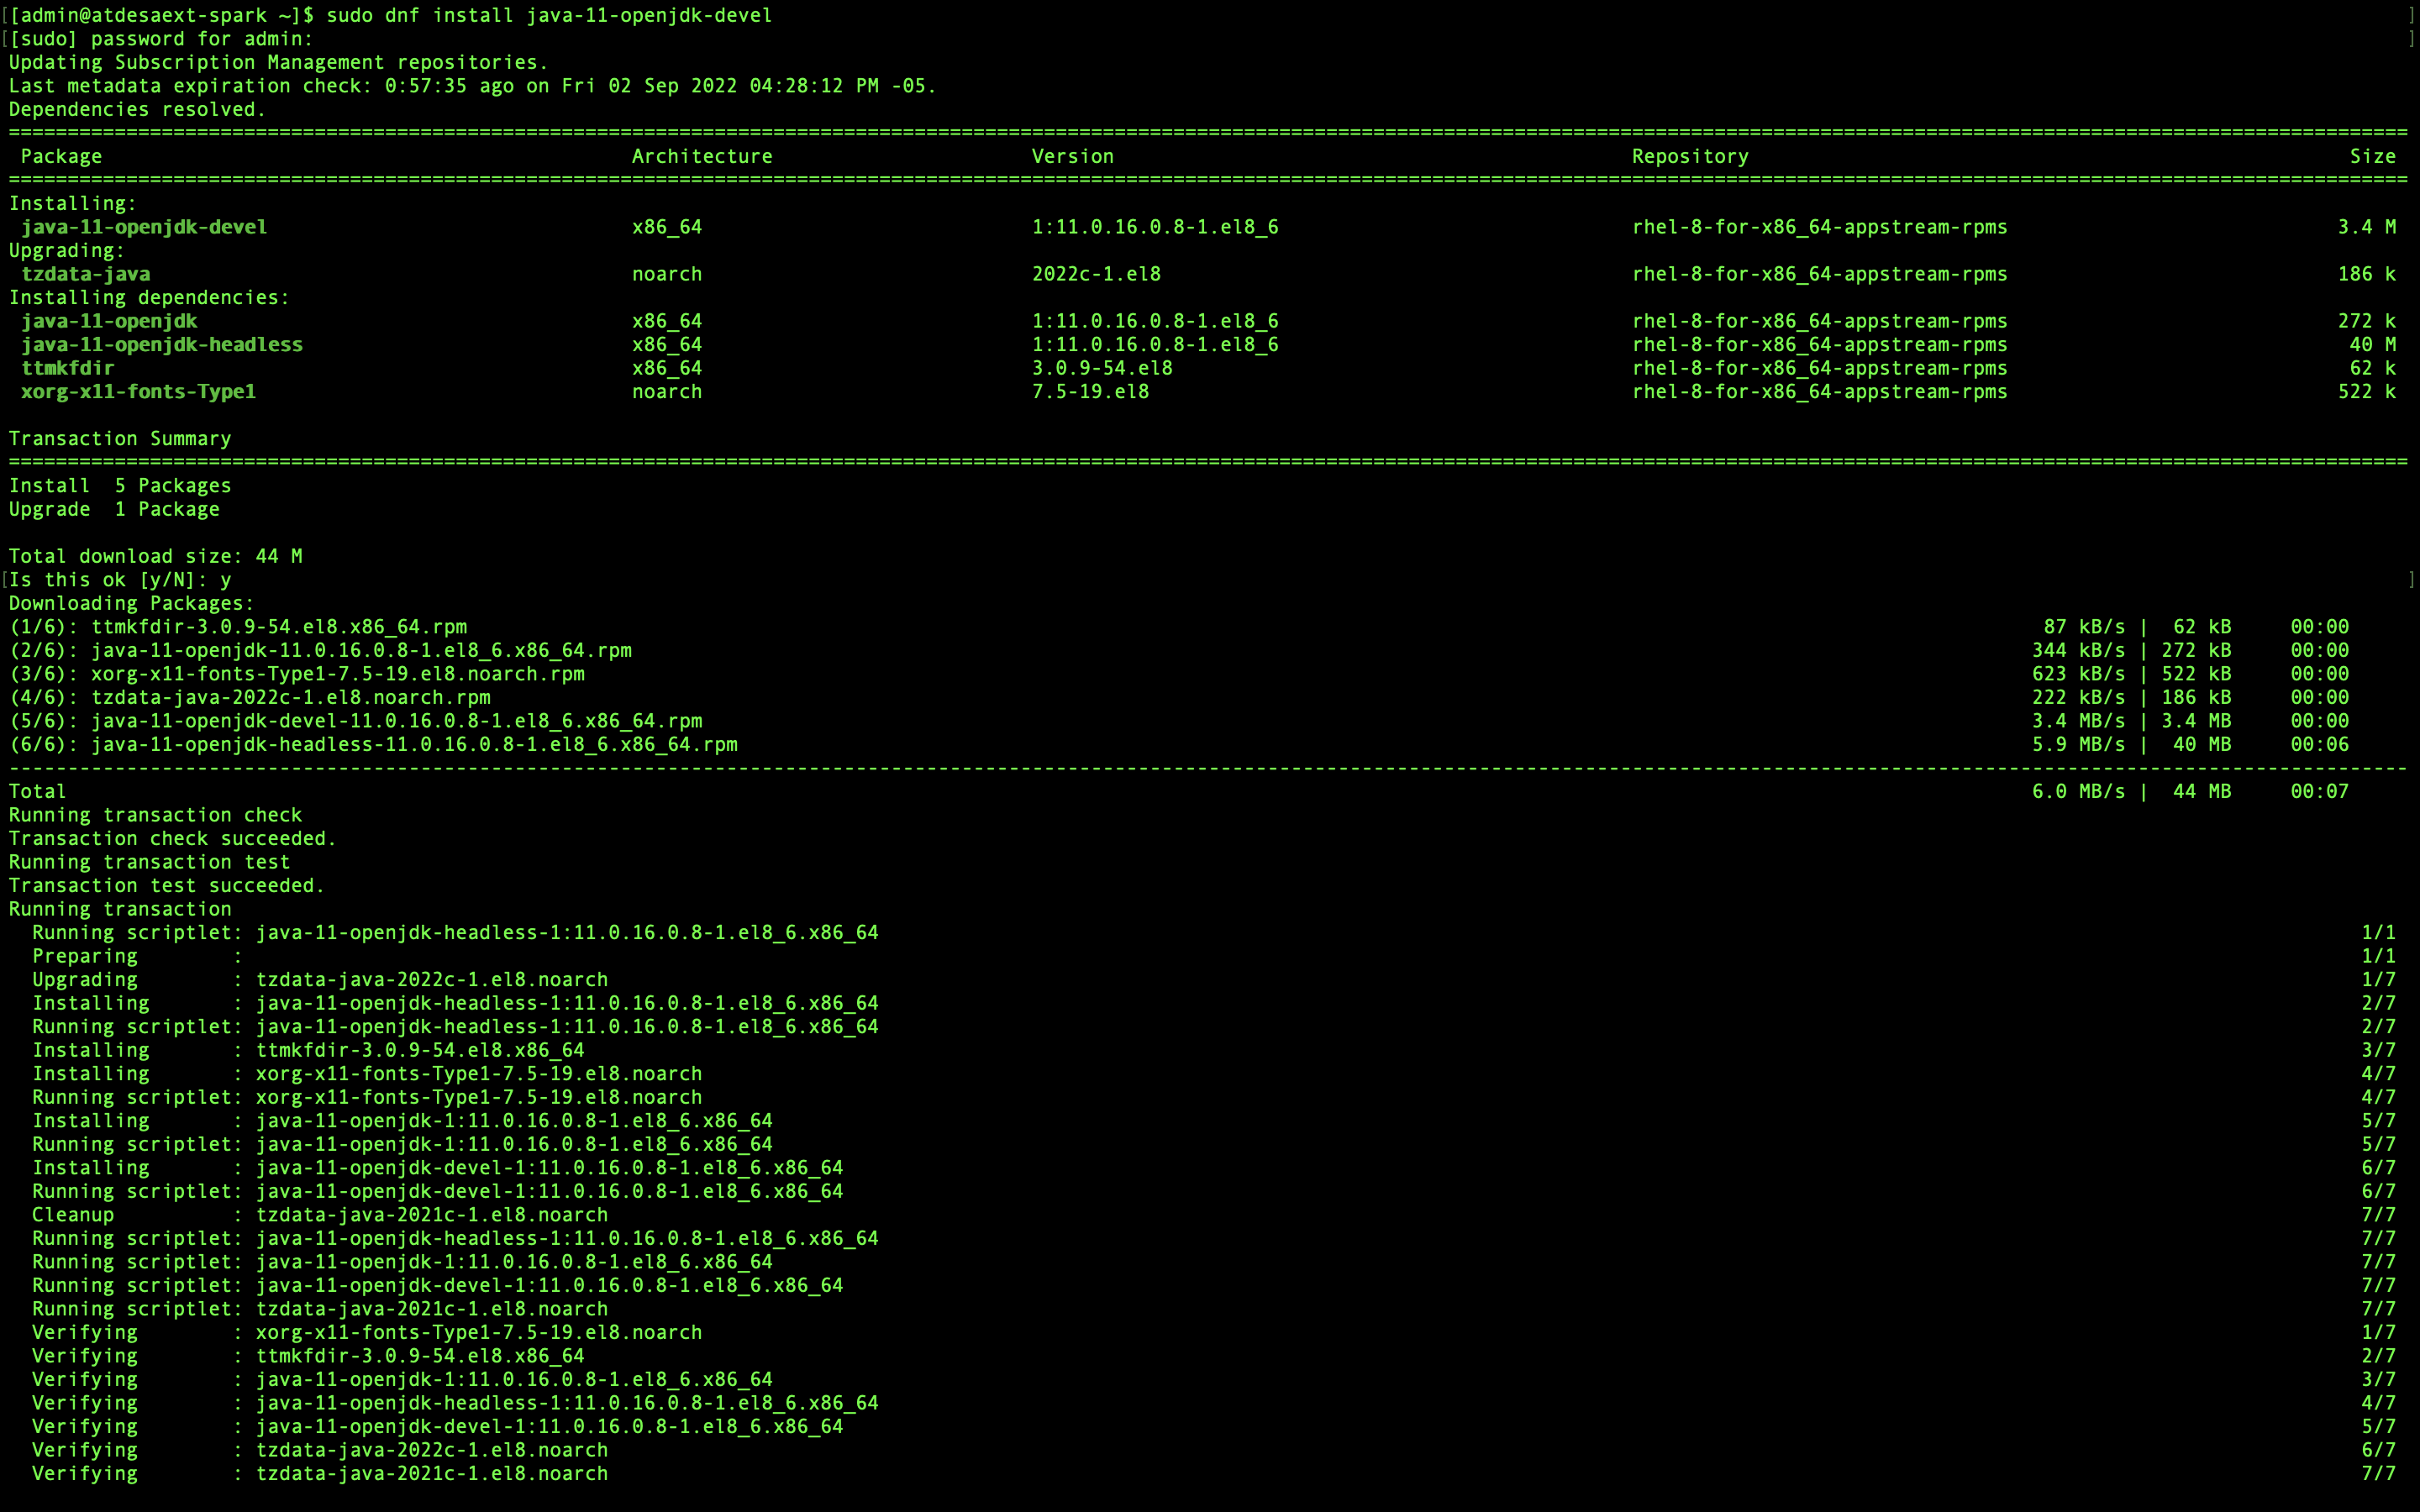 [[admin@atdesaext-spark ~]$ sudo dnf install java-11-openjdk-devel ]
[[sudo] password for admin: ]
Updating Subscription Management repositories.
Last metadata expiration check: 0:57:35 ago on Fri 02 Sep 2022 04:28:12 PM -05.
Dependencies resolved.
================================================================================
Package Architecture Version Repository Size
================================================================================
Installing:
java-11-openjdk-devel x86_64 1:11.0.16.0.8-1.el8_6 rhel-8-for-x86_64-appstream-rpms 3.4 M
Upgrading:
tzdata-java noarch 2022c-1.el8 rhel-8-for-x86_64-appstream-rpms 186 k
Installing dependencies:
java-11-openjdk x86_64 1:11.0.16.0.8-1.el8_6 rhel-8-for-x86_64-appstream-rpms 272 k
java-11-openjdk-headless x86_64 1:11.0.16.0.8-1.el8_6 rhel-8-for-x86_64-appstream-rpms 40 M
ttmkfdir x86_64 3.0.9-54.el8 rhel-8-for-x86_64-appstream-rpms 62 k
xorg-x11-fonts-Type1 noarch 7.5-19.el8 rhel-8-for-x86_64-appstream-rpms 522 k
Transaction Summary
================================================================================
Install 5 Packages
Upgrade 1 Package
Total download size: 44 M
[Is this ok [y/N]: y ]
Downloading Packages:
(1/6): ttmkfdir-3.0.9-54.el8.x86_64.rpm 87 kB/s | 62 kB 00:00
(2/6): java-11-openjdk-11.0.16.0.8-1.el8_6.x86_64.rpm 344 kB/s | 272 kB 00:00
(3/6): xorg-x11-fonts-Type1-7.5-19.el8.noarch.rpm 623 kB/s | 522 kB 00:00
(4/6): tzdata-java-2022c-1.el8.noarch.rpm 222 kB/s | 186 kB 00:00
(5/6): java-11-openjdk-devel-11.0.16.0.8-1.el8_6.x86_64.rpm 3.4 MB/s | 3.4 MB 00:00
(6/6): java-11-openjdk-headless-11.0.16.0.8-1.el8_6.x86_64.rpm 5.9 MB/s | 40 MB 00:06
--------------------------------------------------------------------------------
Total 6.0 MB/s | 44 MB 00:07
Running transaction check
Transaction check succeeded.
Running transaction test
Transaction test succeeded.
Running transaction
Running scriptlet: java-11-openjdk-headless-1:11.0.16.0.8-1.el8_6.x86_64 1/1
Preparing : 1/1
Upgrading : tzdata-java-2022c-1.el8.noarch 1/7
Installing : java-11-openjdk-headless-1:11.0.16.0.8-1.el8_6.x86_64 2/7
Running scriptlet: java-11-openjdk-headless-1:11.0.16.0.8-1.el8_6.x86_64 2/7
Installing : ttmkfdir-3.0.9-54.el8.x86_64 3/7
Installing : xorg-x11-fonts-Type1-7.5-19.el8.noarch 4/7
Running scriptlet: xorg-x11-fonts-Type1-7.5-19.el8.noarch 4/7
Installing : java-11-openjdk-1:11.0.16.0.8-1.el8_6.x86_64 5/7
Running scriptlet: java-11-openjdk-1:11.0.16.0.8-1.el8_6.x86_64 5/7
Installing : java-11-openjdk-devel-1:11.0.16.0.8-1.el8_6.x86_64 6/7
Running scriptlet: java-11-openjdk-devel-1:11.0.16.0.8-1.el8_6.x86_64 6/7
Cleanup : tzdata-java-2021c-1.el8.noarch 7/7
Running scriptlet: java-11-openjdk-headless-1:11.0.16.0.8-1.el8_6.x86_64 7/7
Running scriptlet: java-11-openjdk-1:11.0.16.0.8-1.el8_6.x86_64 7/7
Running scriptlet: java-11-openjdk-devel-1:11.0.16.0.8-1.el8_6.x86_64 7/7
Running scriptlet: tzdata-java-2021c-1.el8.noarch 7/7
Verifying : xorg-x11-fonts-Type1-7.5-19.el8.noarch 1/7
Verifying : ttmkfdir-3.0.9-54.el8.x86_64 2/7
Verifying : java-11-openjdk-1:11.0.16.0.8-1.el8_6.x86_64 3/7
Verifying : java-11-openjdk-headless-1:11.0.16.0.8-1.el8_6.x86_64 4/7
Verifying : java-11-openjdk-devel-1:11.0.16.0.8-1.el8_6.x86_64 5/7
Verifying : tzdata-java-2022c-1.el8.noarch 6/7
Verifying : tzdata-java-2021c-1.el8.noarch 7/7